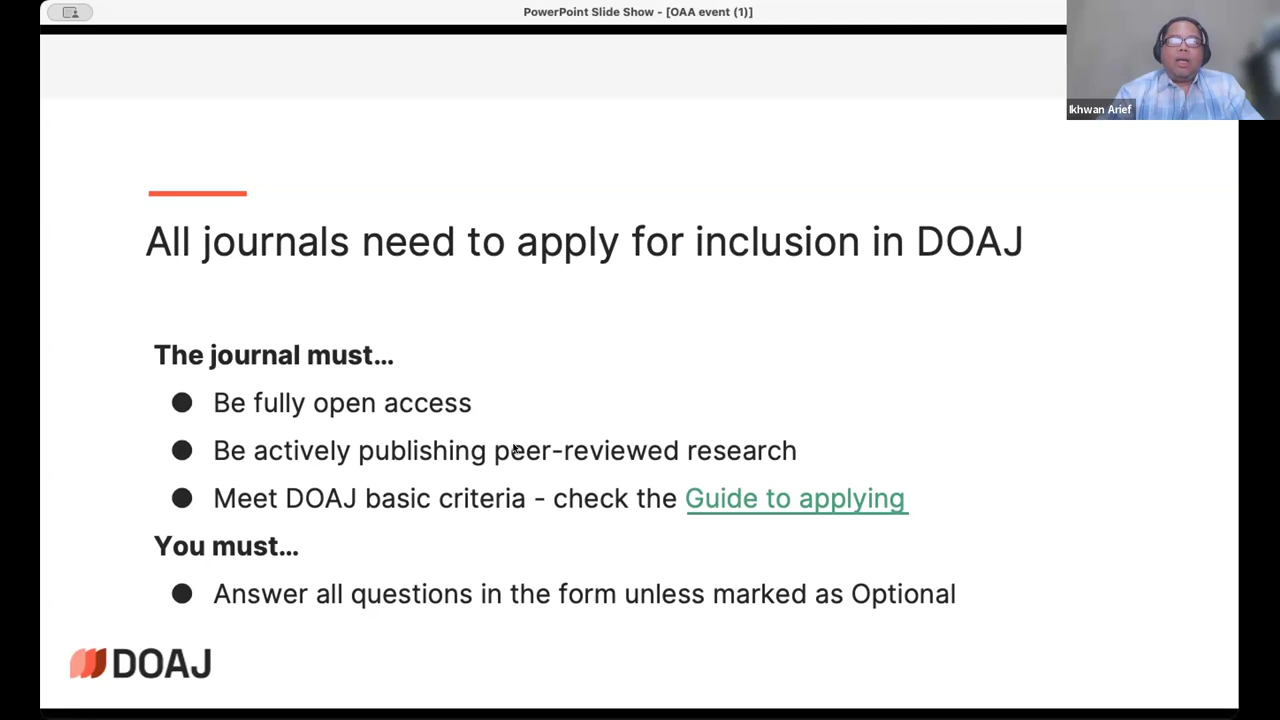 PowerPoint Slide Show - [OAA event (1)]
Ikhwan Arief
All journals need to apply for inclusion in DOAJ
The journal must...
● Be fully open access
● Be actively publishing peer-reviewed research
● Meet DOAJ basic criteria - check the Guide to applying
You must...
● Answer all questions in the form unless marked as Optional
DOAJ